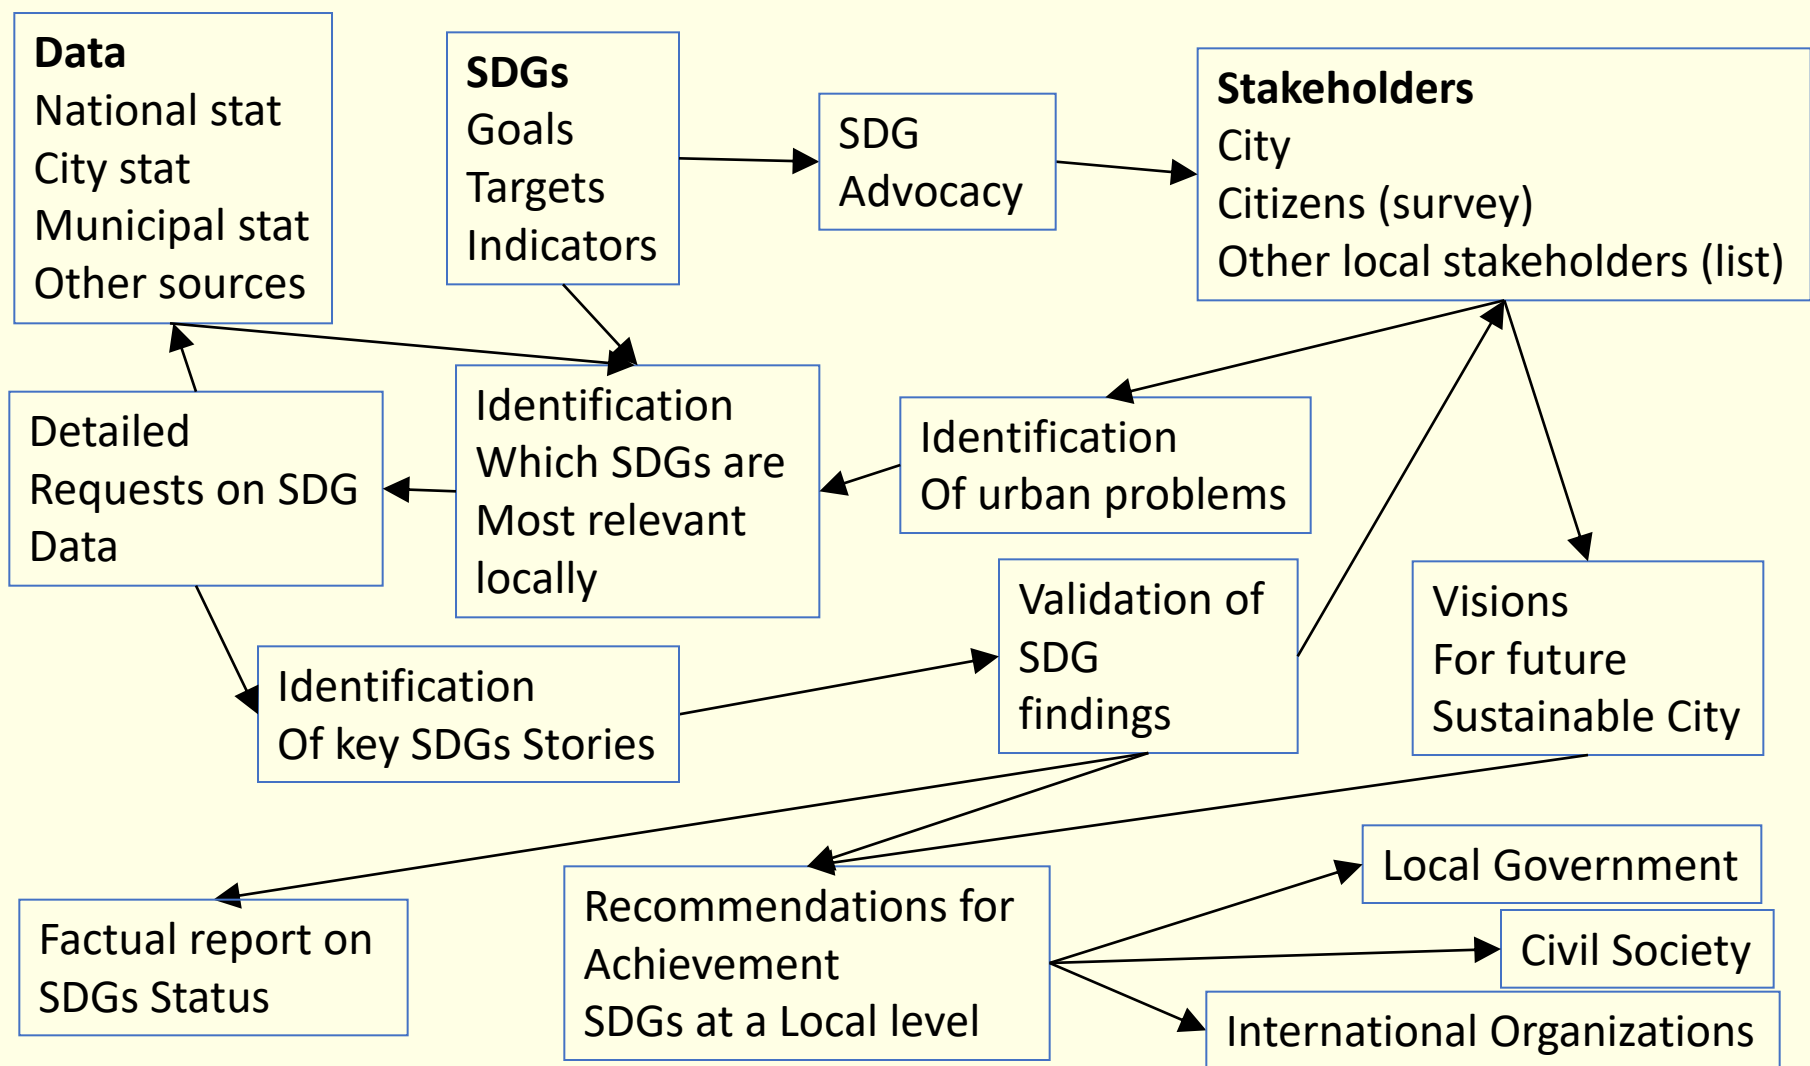 Data
National stat
City stat
Municipal stat
Other sources
SDGs
Goals
Targets
Indicators
SDG
Advocacy
Stakeholders
City
Citizens (survey)
Other local stakeholders (list)
Detailed
Requests on SDG
Data
Identification
Which SDGs are
Most relevant
locally
Identification
Of urban problems
Identification
Of key SDGs Stories
Validation of
SDG
findings
Visions
For future
Sustainable City
Factual report on
SDGs Status
Recommendations for
Achievement
SDGs at a Local level
Local Government
Civil Society
International Organizations